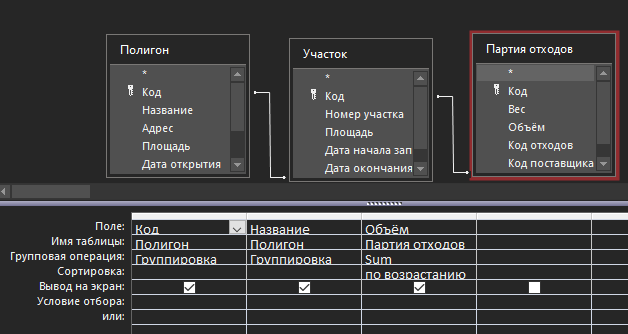 Полигон
*
Код
Название
Адрес
Площадь
Дата открытия
Участок
*
Код
Номер участка
Площадь
Дата начала зап
Дата окончания
Партия отходов
*
Код
Вес
Объём
Код отходов
Код поставщика
Поле: Код Название Объём
Имя таблицы: Полигон Полигон Партия отходов
Групповая операция: Группировка Группировка Sum
Сортировка: по возрастанию
Вывод на экран:
Условие отбора:
или: